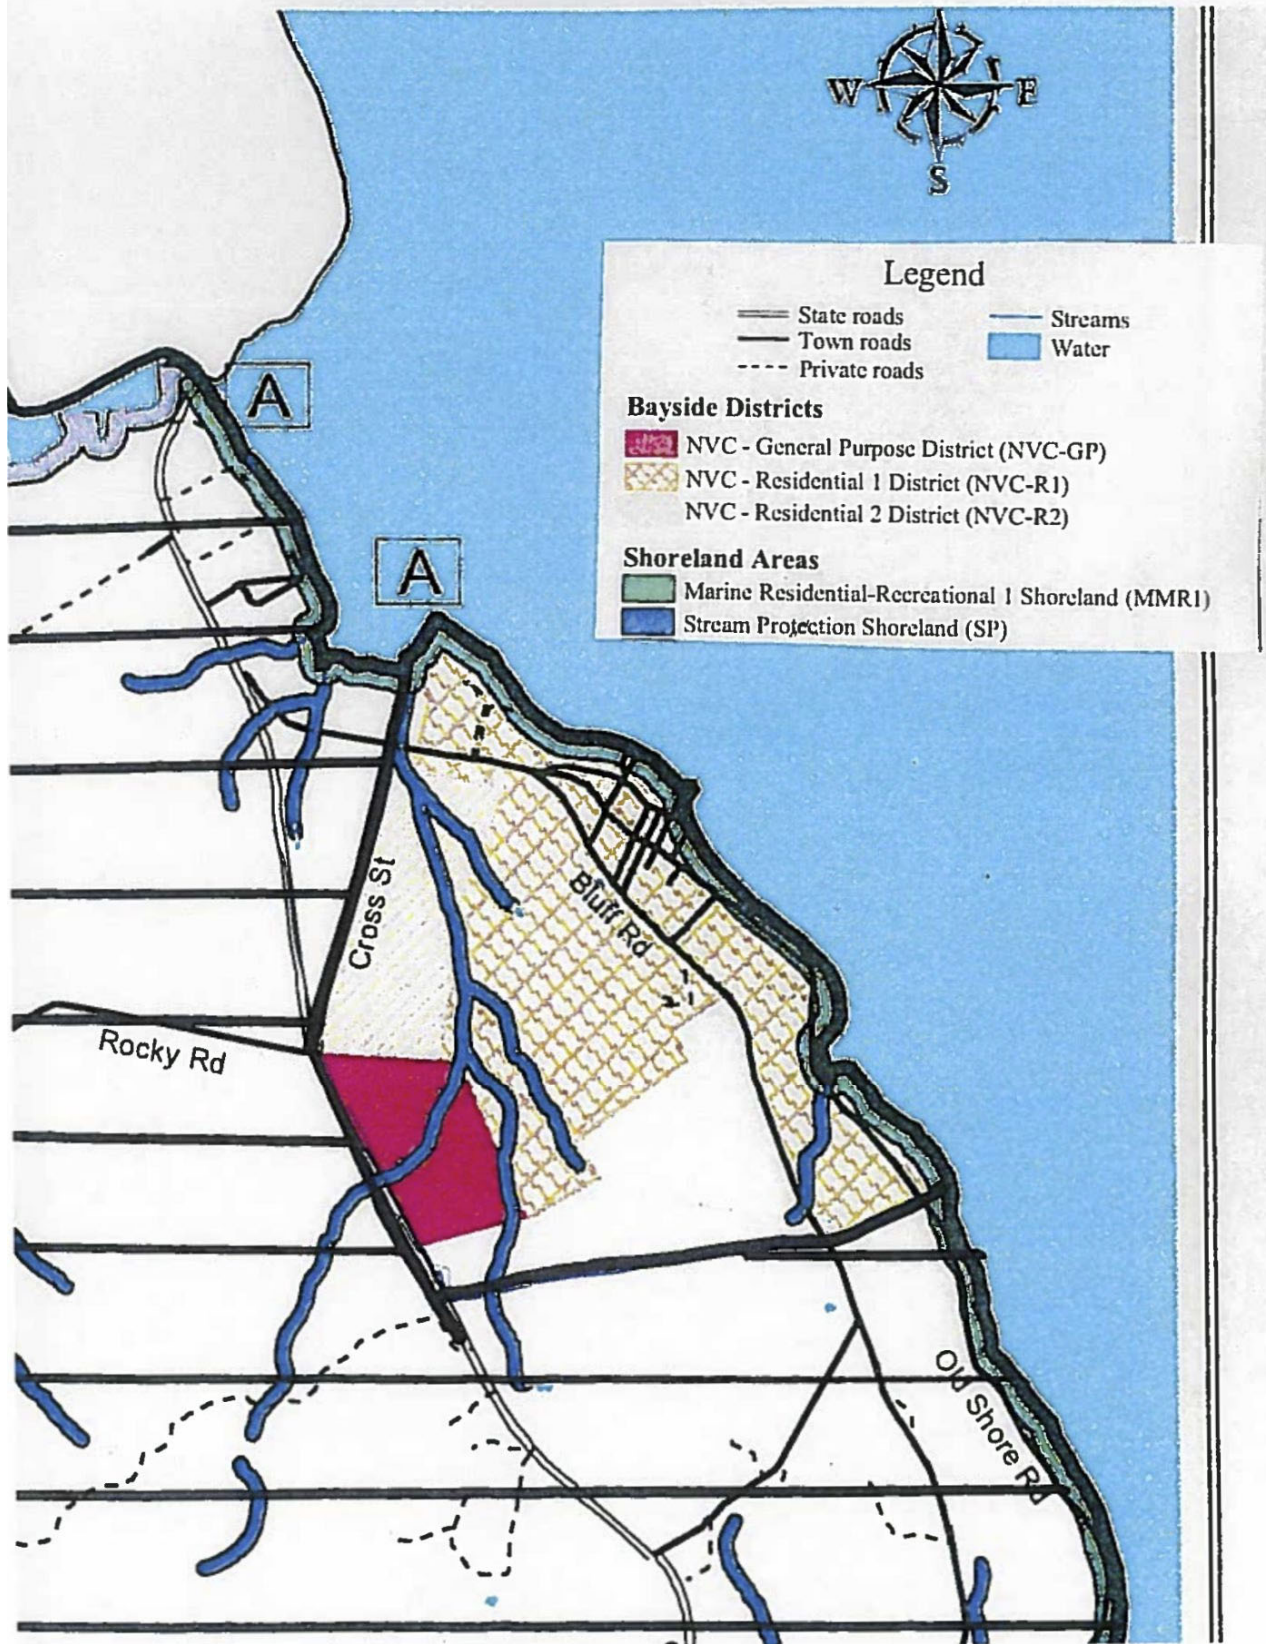 W E
S
Legend
State roads
Town roads
Private roads
Streams
Water
Bayside Districts
NVC - General Purpose District (NVC-GP)
NVC - Residential 1 District (NVC-R1)
NVC - Residential 2 District (NVC-R2)
Shoreland Areas
Marine Residential-Recreational 1 Shoreland (MMR1)
Stream Protection Shoreland (SP)
A
A
Cross St
Bluff Rd
Rocky Rd
Old Shore Rd